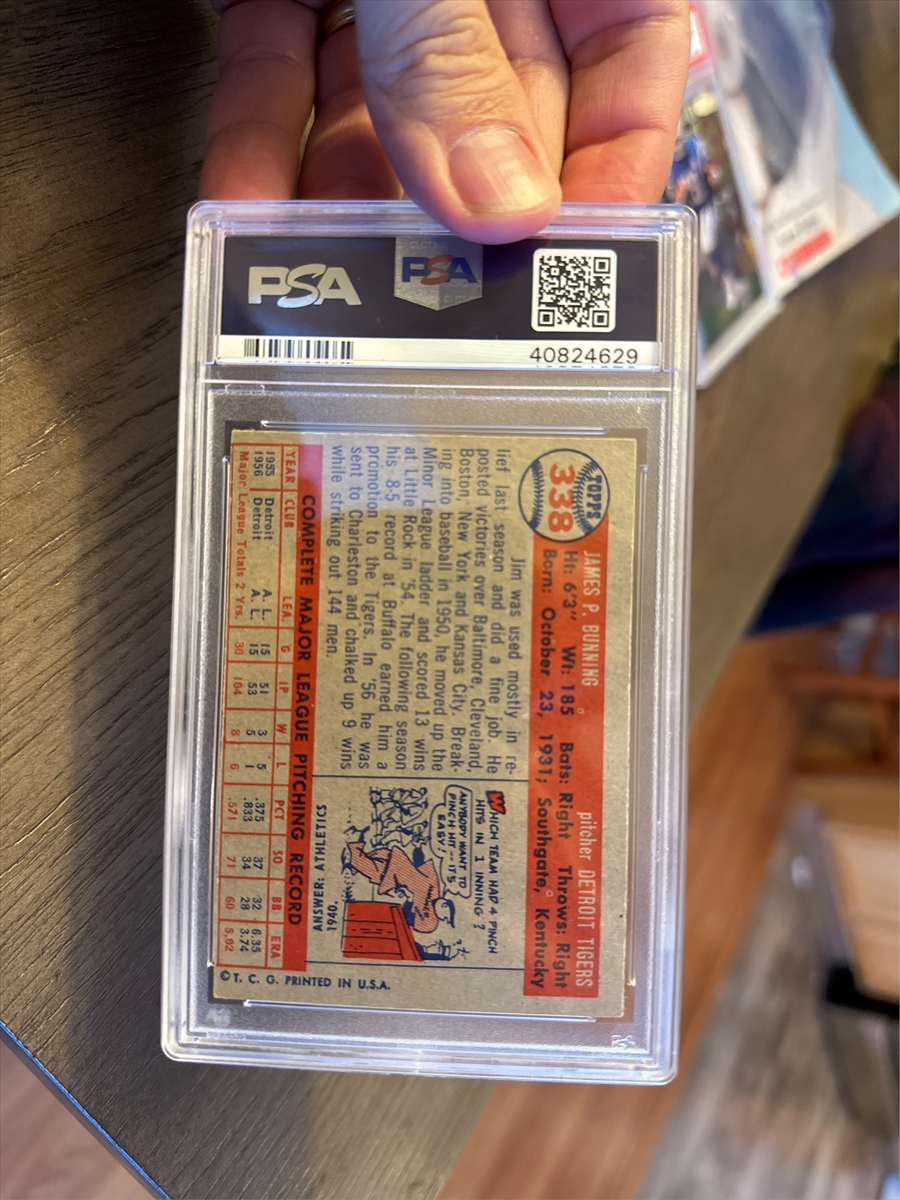 PSA
PSA
40824629
TOPPS
338
JAMES P. BUNNING
pitcher DETROIT TIGERS
Ht: 6'3" Wt: 185 Bats: Right Throws: Right
Born: October 23, 1931; Southgate, Kentucky
Jim was used mostly in re-
lief last season and did a fine job. He
posted victories over Baltimore, Cleveland,
Boston, New York and Kansas City. Break-
ing into baseball in 1950, he moved up the
Minor League ladder and scored 13 wins
at Little Rock in '54. The following season
his 8-5 record at Buffalo earned him a
promotion to the Tigers. In '56 he was
sent to Charleston and chalked up 9 wins
while striking out 144 men.
WHICH TEAM HAD 4 PINCH
HITS IN 1 INNING?
ANYBODY WANT TO
PINCH HIT--IT'S
EASY!
ANSWER: ATHLETICS
1940.
COMPLETE MAJOR LEAGUE PITCHING RECORD
YEAR CLUB LEA. G IP W L PCT SO BB ERA
1955 Detroit A. L. 15 51 3 5 .375 37 32 6.35
1956 Detroit A. L. 15 53 5 1 .833 34 28 3.74
Major League Totals 2 Yrs. 30 104 8 6 .571 71 60 5.02
© T. C. G. PRINTED IN U.S.A.